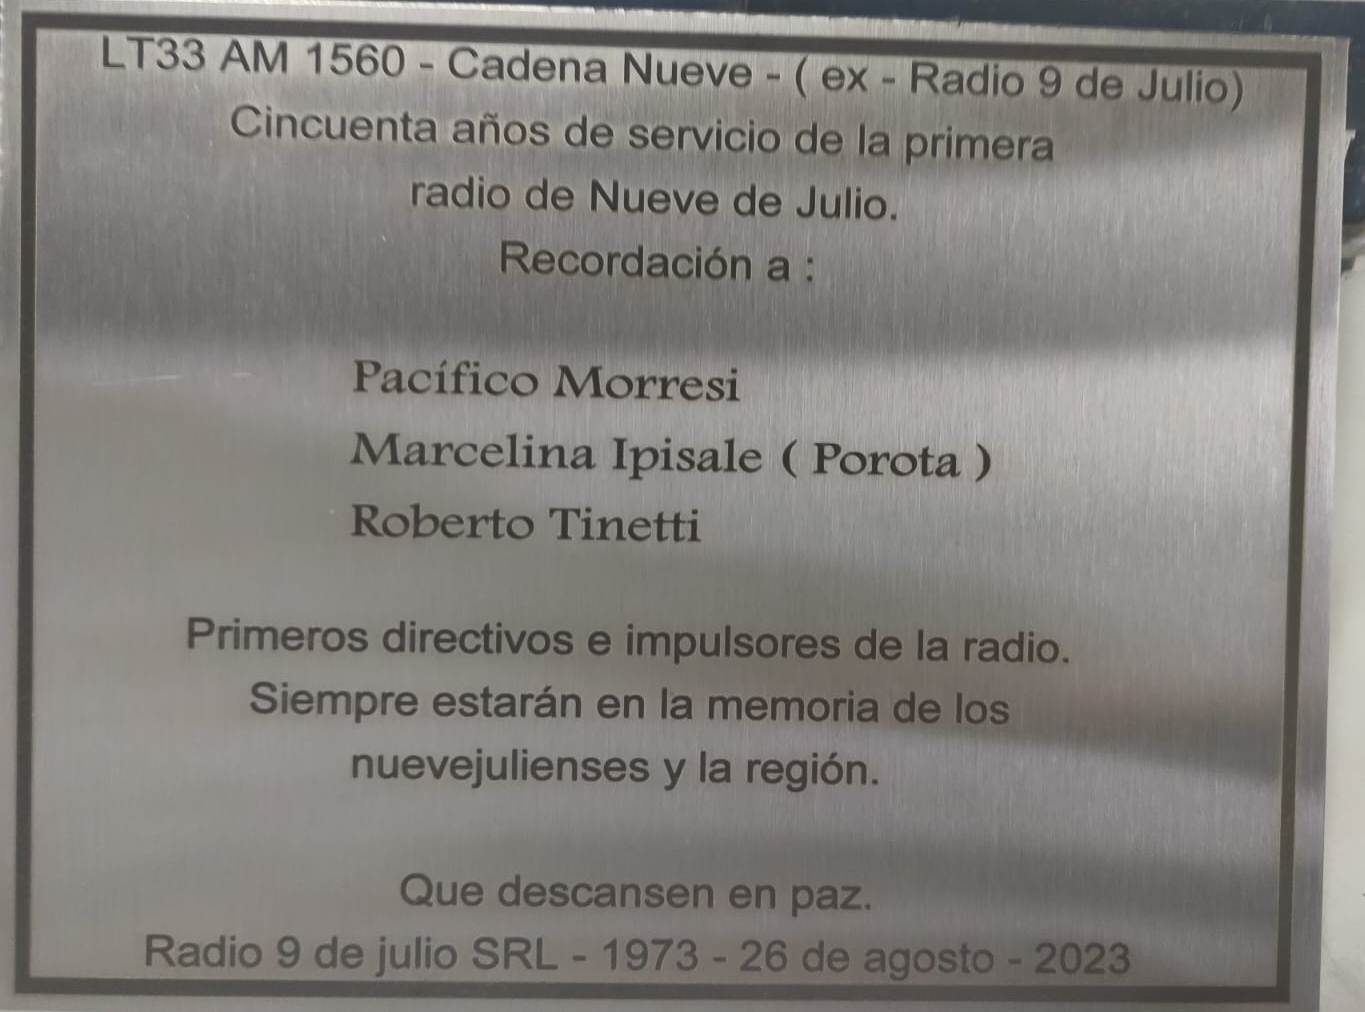 LT33 AM 1560 - Cadena Nueve - ( ex - Radio 9 de Julio)
Cincuenta años de servicio de la primera
radio de Nueve de Julio.
Recordación a :
Pacífico Morresi
Marcelina Ipisale ( Porota )
Roberto Tinetti
Primeros directivos e impulsores de la radio.
Siempre estarán en la memoria de los
nuevejulienses y la región.
Que descansen en paz.
Radio 9 de julio SRL - 1973 - 26 de agosto - 2023